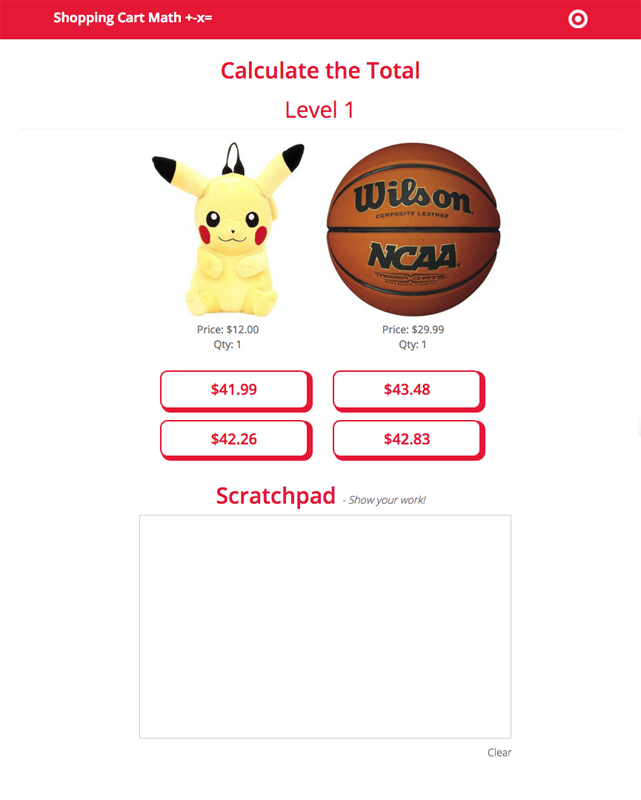 Shopping Cart Math +-x=
Calculate the Total
Level 1
Wilson
COMPOSITE LEATHER
NCAA
Price: $12.00
Qty: 1
Price: $29.99
Qty: 1
$41.99
$43.48
$42.26
$42.83
Scratchpad - Show your work!
Clear